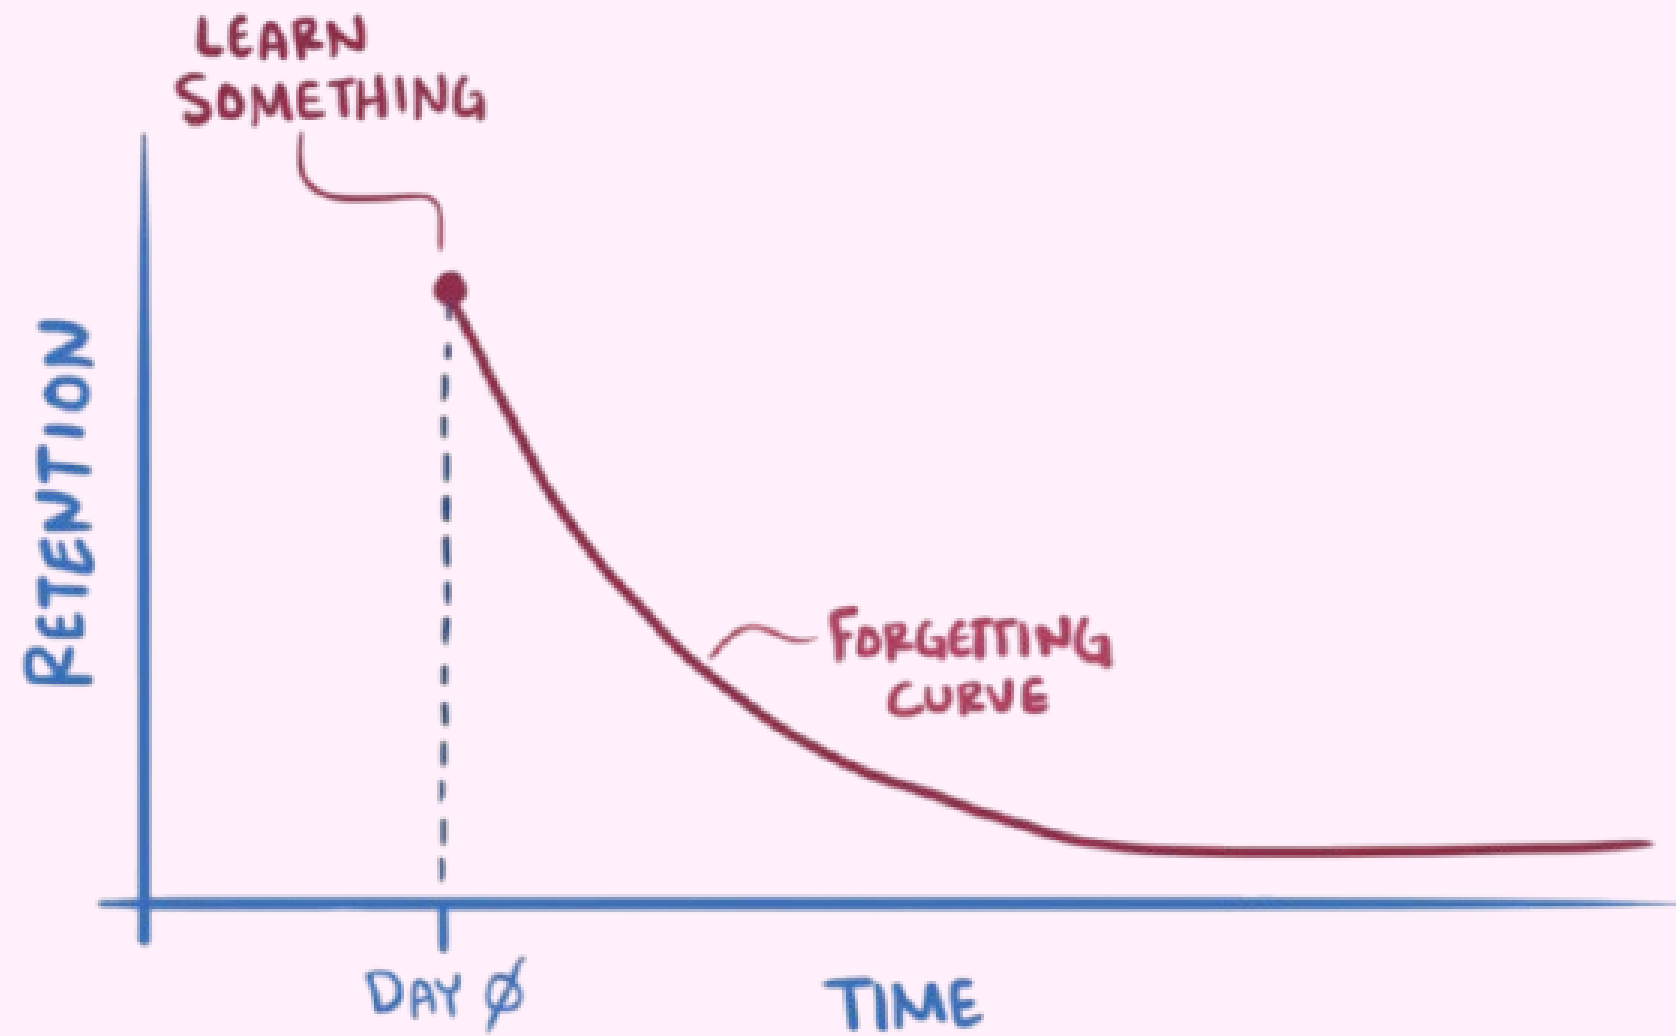 LEARN
SOMETHING
RETENTION
FORGETTING
CURVE
DAY Ø
TIME